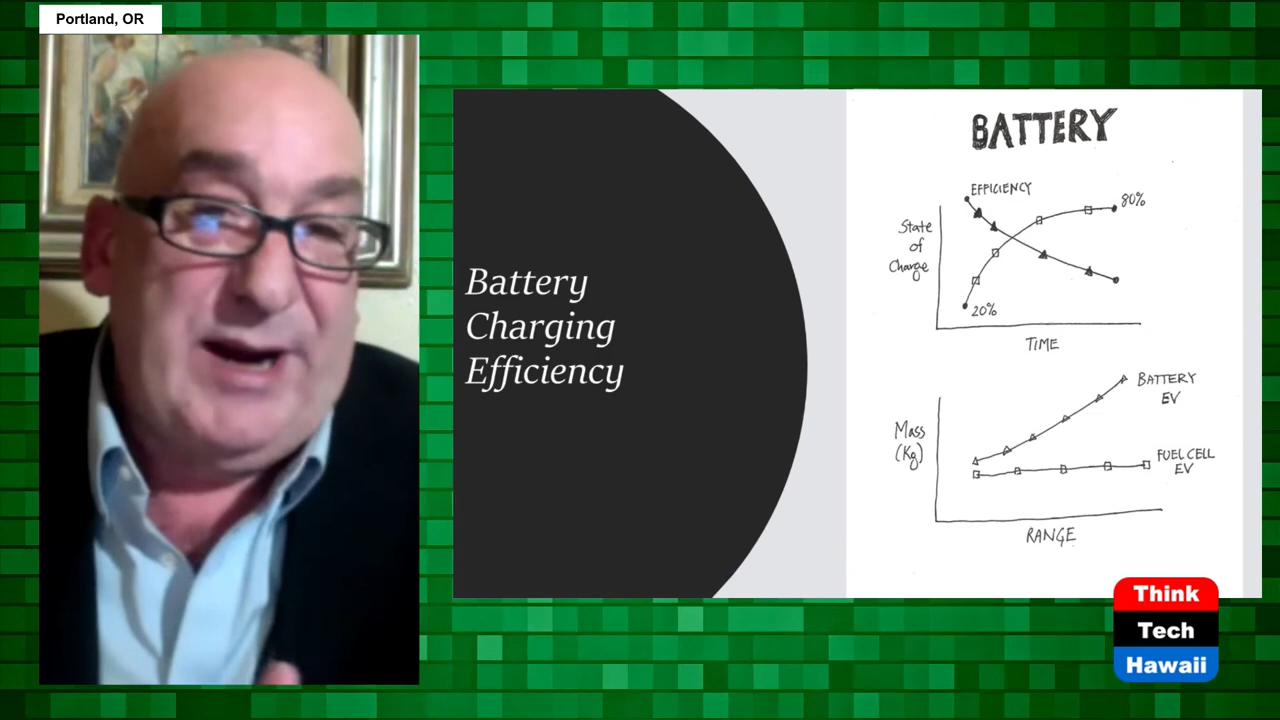 Portland, OR
Battery
Charging
Efficiency
BATTERY
EFFICIENCY
80%
State
of
Charge
20%
TIME
BATTERY
EV
Mass
(Kg)
FUEL CELL
EV
RANGE
Think
Tech
Hawaii